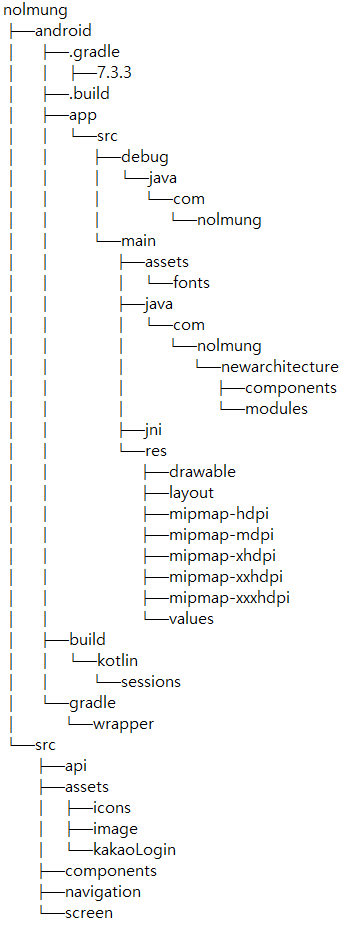 nolmung
├──android
│   ├──.gradle
│   │   ├──7.3.3
│   ├──.build
│   ├──app
│   │   └──src
│   │       ├──debug
│   │       │   └──java
│   │       │       └──com
│   │       │           └──nolmung
│   │       └──main
│   │           ├──assets
│   │           │   └──fonts
│   │           ├──java
│   │           │   └──com
│   │           │       └──nolmung
│   │           │           └──newarchitecture
│   │           │               ├──components
│   │           │               └──modules
│   │           ├──jni
│   │           └──res
│   │               ├──drawable
│   │               ├──layout
│   │               ├──mipmap-hdpi
│   │               ├──mipmap-mdpi
│   │               ├──mipmap-xhdpi
│   │               ├──mipmap-xxhdpi
│   │               ├──mipmap-xxxhdpi
│   │               └──values
│   ├──build
│   │   └──kotlin
│   │       └──sessions
│   └──gradle
│       └──wrapper
└──src
    ├──api
    ├──assets
    │   ├──icons
    │   ├──image
    │   └──kakaoLogin
    ├──components
    ├──navigation
    └──screen